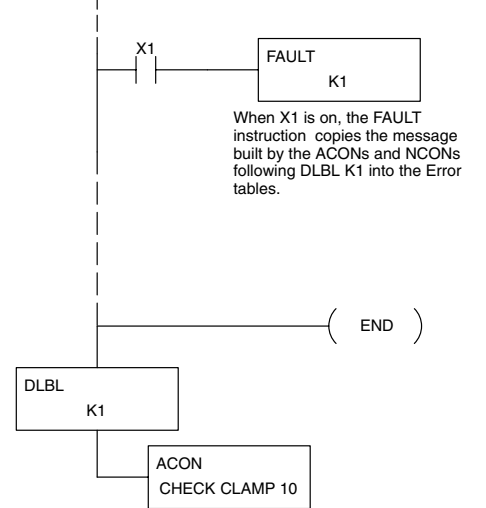 X1
FAULT
K1
When X1 is on, the FAULT
instruction copies the message
built by the ACONs and NCONs
following DLBL K1 into the Error
tables.
END
DLBL
K1
ACON
CHECK CLAMP 10